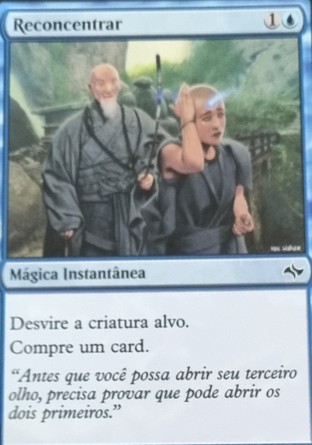 Reconcentrar 1
Mágica Instantânea
Desvire a criatura alvo.
Compre um card.
“Antes que você possa abrir seu terceiro
olho, precisa provar que pode abrir os
dois primeiros.”